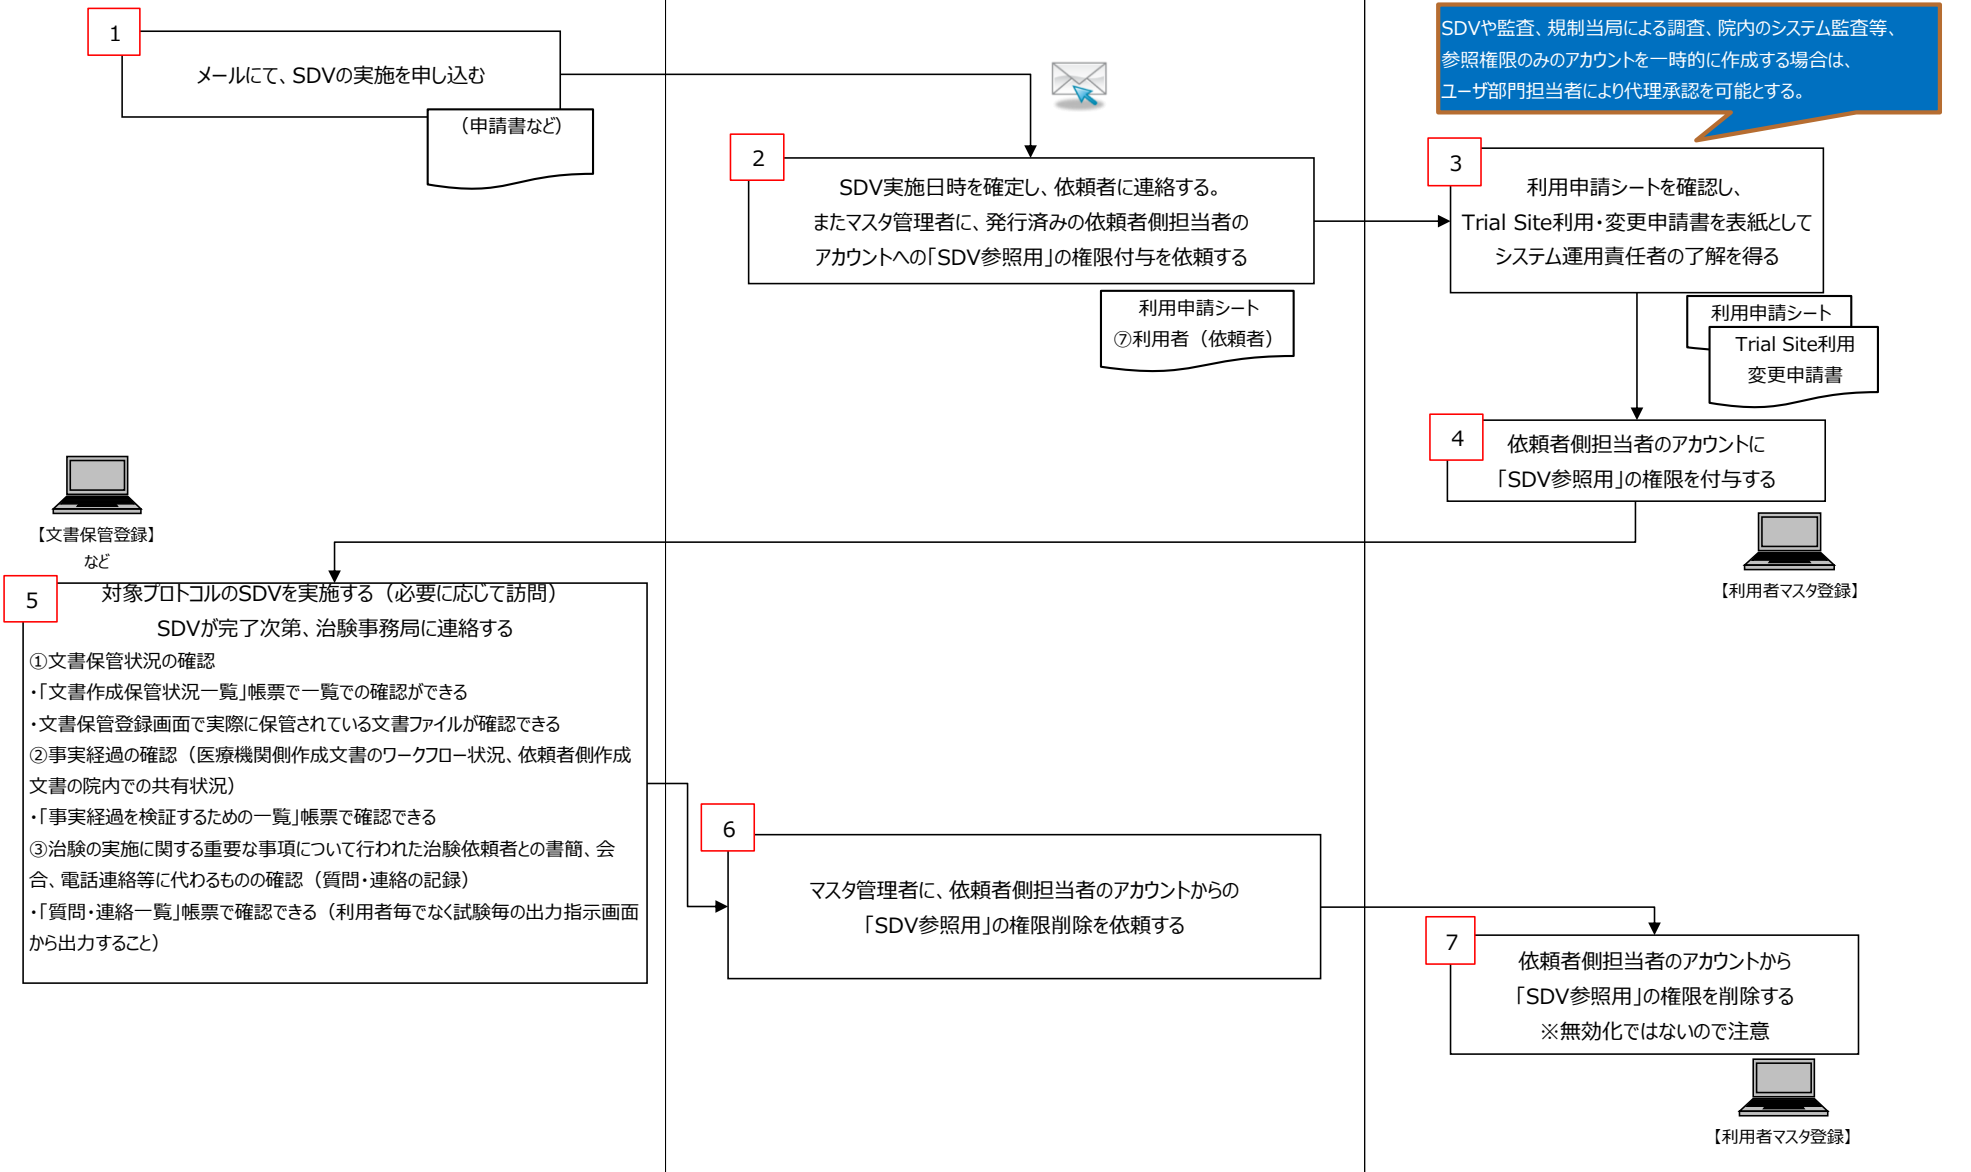 1
メールにて、SDVの実施を申し込む
（申請書など）
2
SDV実施日時を確定し、依頼者に連絡する。
またマスタ管理者に、発行済みの依頼者側担当者の
アカウントへの「SDV参照用」の権限付与を依頼する
利用申請シート
⑦利用者（依頼者）
SDVや監査、規制当局による調査、院内のシステム監査等、
参照権限のみのアカウントを一時的に作成する場合は、
ユーザ部門担当者により代理承認を可能とする。
3
利用申請シートを確認し、
Trial Site利用・変更申請書を表紙として
システム運用責任者の了解を得る
利用申請シート
Trial Site利用
変更申請書
4
依頼者側担当者のアカウントに
「SDV参照用」の権限を付与する
【利用者マスタ登録】
【文書保管登録】
など
5
対象プロトコルのSDVを実施する（必要に応じて訪問）
SDVが完了次第、治験事務局に連絡する
①文書保管状況の確認
・「文書作成保管状況一覧」帳票で一覧での確認ができる
・文書保管登録画面で実際に保管されている文書ファイルが確認できる
②事実経過の確認（医療機関側作成文書のワークフロー状況、依頼者側作成
文書の院内での共有状況）
・「事実経過を検証するための一覧」帳票で確認できる
③治験の実施に関する重要な事項について行われた治験依頼者との書簡、会
合、電話連絡等に代わるものの確認（質問・連絡の記録）
・「質問・連絡一覧」帳票で確認できる（利用者毎でなく試験毎の出力指示画面
から出力すること）
6
マスタ管理者に、依頼者側担当者のアカウントからの
「SDV参照用」の権限削除を依頼する
7
依頼者側担当者のアカウントから
「SDV参照用」の権限を削除する
※無効化ではないので注意
【利用者マスタ登録】